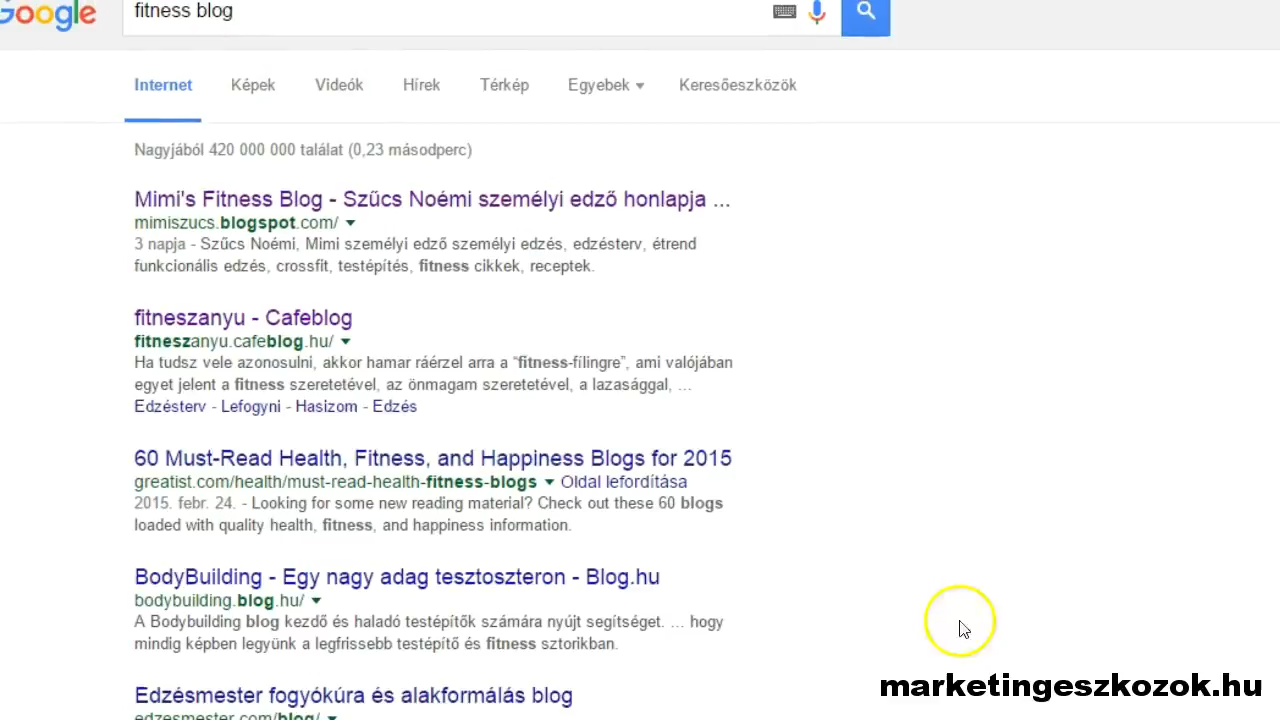 Google
fitness blog
Internet Képek Videók Hírek Térkép Egyebek Keresőeszközök
Nagyjából 420 000 000 találat (0,23 másodperc)
Mimi's Fitness Blog - Szűcs Noémi személyi edző honlapja ...
mimiszucs.blogspot.com/
3 napja - Szűcs Noémi, Mimi személyi edző személyi edzés, edzésterv, étrend
funkcionális edzés, crossfit, testépítés, fitness cikkek, receptek.
fitneszanyu - Cafeblog
fitneszanyu.cafeblog.hu/
Ha tudsz vele azonosulni, akkor hamar ráérzel arra a “fitness-fílingre”, ami valójában
egyet jelent a fitness szeretetével, az önmagam szeretetével, a lazasággal, ...
Edzésterv - Lefogyni - Hasizom - Edzés
60 Must-Read Health, Fitness, and Happiness Blogs for 2015
greatist.com/health/must-read-health-fitness-blogs Oldal lefordítása
2015. febr. 24. - Looking for some new reading material? Check out these 60 blogs
loaded with quality health, fitness, and happiness information.
BodyBuilding - Egy nagy adag tesztoszteron - Blog.hu
bodybuilding.blog.hu/
A Bodybuilding blog kezdő és haladó testépítők számára nyújt segítséget. ... hogy
mindig képben legyünk a legfrissebb testépítő és fitness sztorikban.
Edzésmester fogyókúra és alakformálás blog
edzesmester.com/blog/
marketingeszkozok.hu